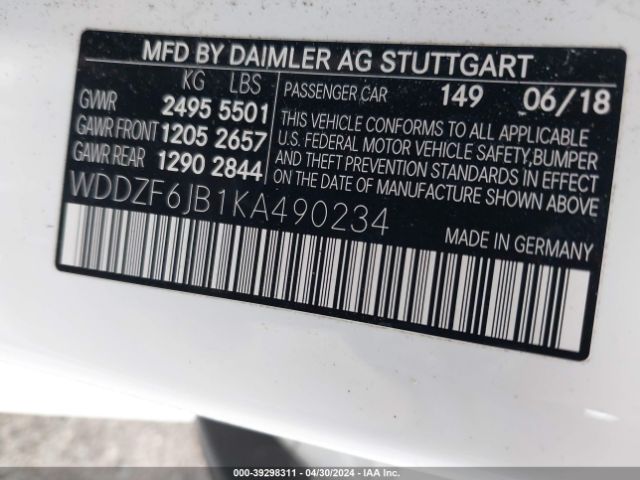 MFD BY DAIMLER AG STUTTGART
KG LBS
GVWR 2495 5501
GAWR FRONT 1205 2657
GAWR REAR 1290 2844
PASSENGER CAR 149 06/18
THIS VEHICLE CONFORMS TO ALL APPLICABLE
U.S. FEDERAL MOTOR VEHICLE SAFETY, BUMPER
AND THEFT PREVENTION STANDARDS IN EFFECT
ON THE DATE OF MANUFACTURE SHOWN ABOVE
WDDZF6JB1KA490234
MADE IN GERMANY
000-39298311 - 04/30/2024 - IAA Inc.